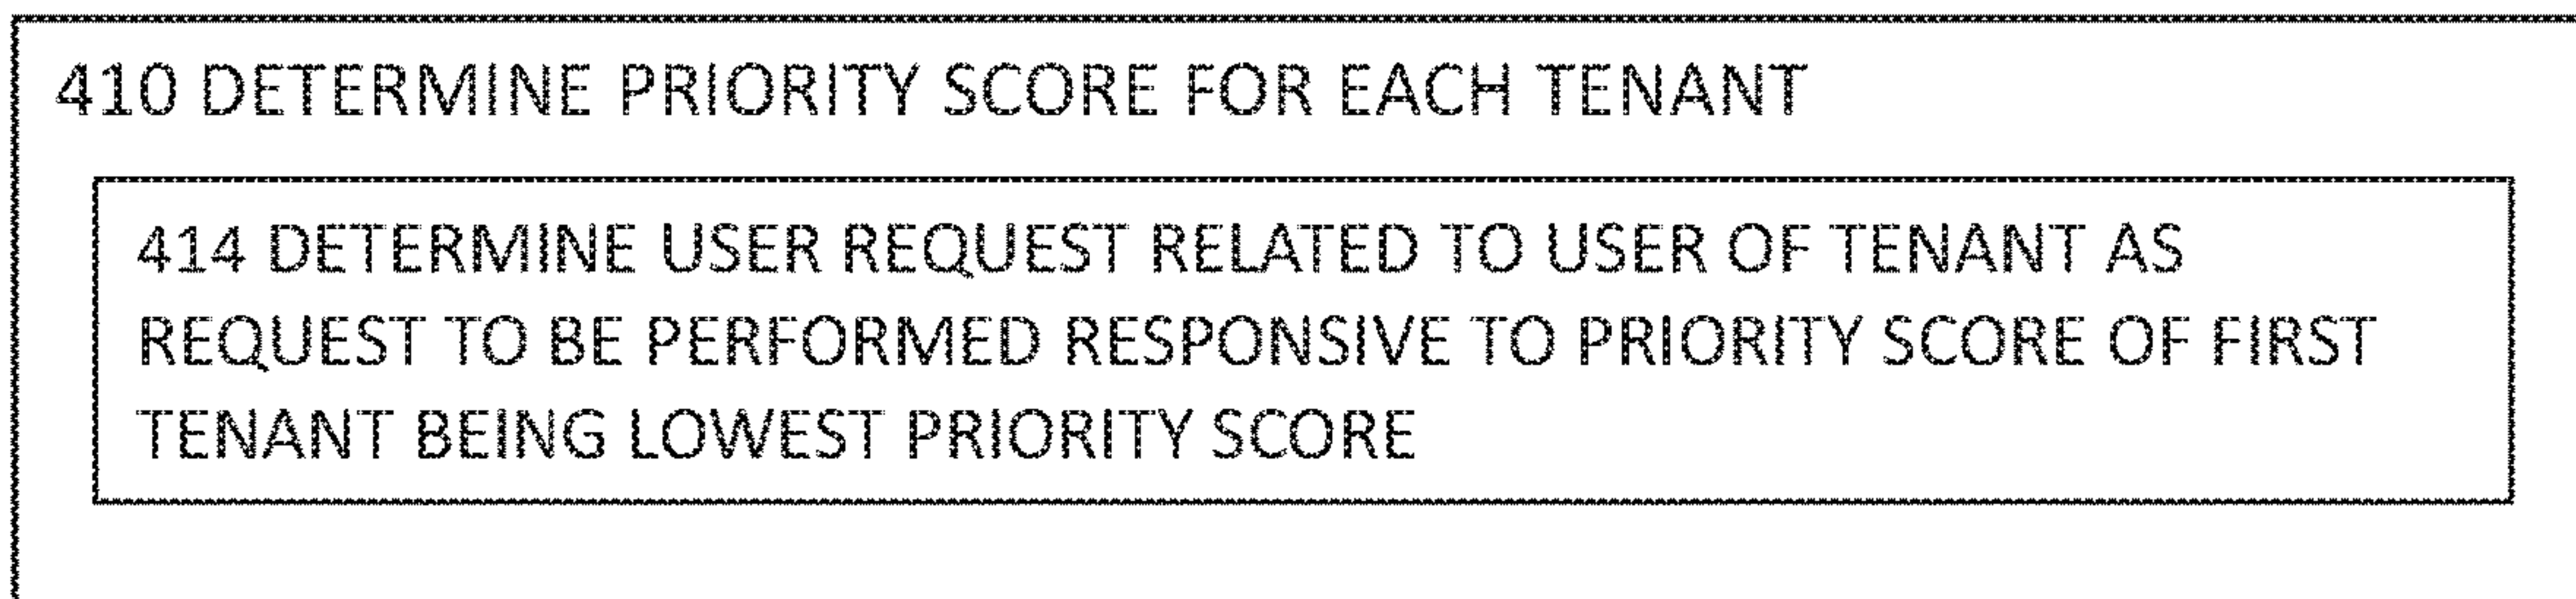 410 DETERMINE PRIORITY SCORE FOR EACH TENANT
414 DETERMINE USER REQUEST RELATED TO USER OF TENANT AS
REQUEST TO BE PERFORMED RESPONSIVE TO PRIORITY SCORE OF FIRST
TENANT BEING LOWEST PRIORITY SCORE